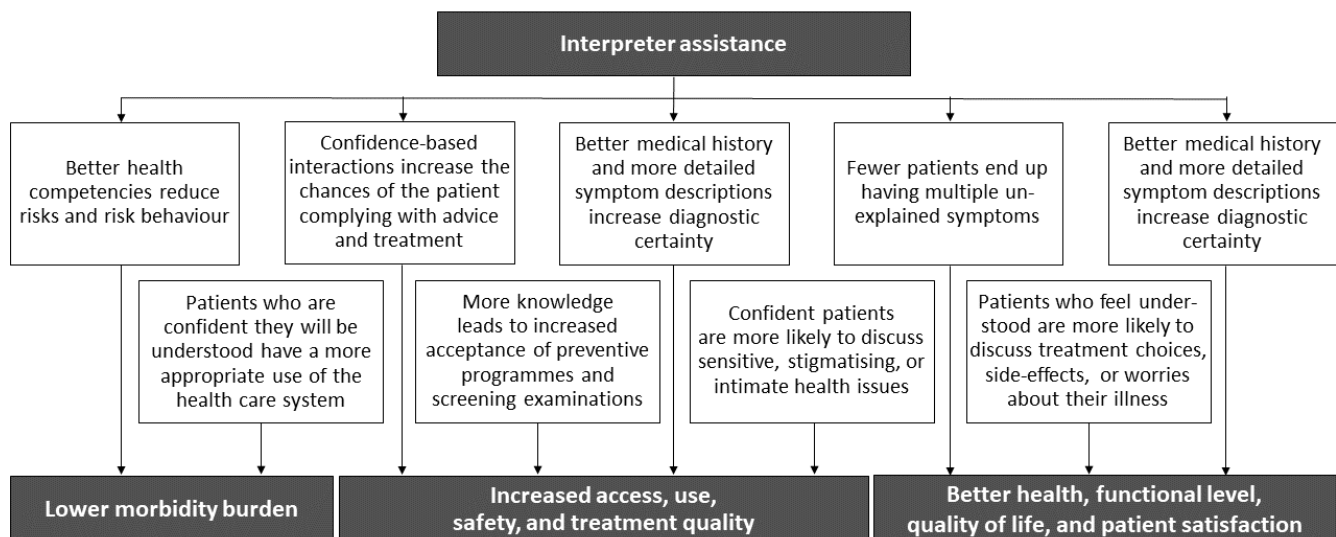 Interpreter assistance
Better health
competencies reduce
risks and risk behaviour
Confidence-based
interactions increase the
chances of the patient
complying with advice
and treatment
Better medical history
and more detailed
symptom descriptions
increase diagnostic
certainty
Fewer patients end up
having multiple un-
explained symptoms
Better medical history
and more detailed
symptom descriptions
increase diagnostic
certainty
Patients who are
confident they will be
understood have a more
appropriate use of the
health care system
More knowledge
leads to increased
acceptance of preventive
programmes and
screening examinations
Confident patients
are more likely to discuss
sensitive, stigmatising, or
intimate health issues
Patients who feel under-
stood are more likely to
discuss treatment choices,
side-effects, or worries
about their illness
Lower morbidity burden
Increased access, use,
safety, and treatment quality
Better health, functional level,
quality of life, and patient satisfaction